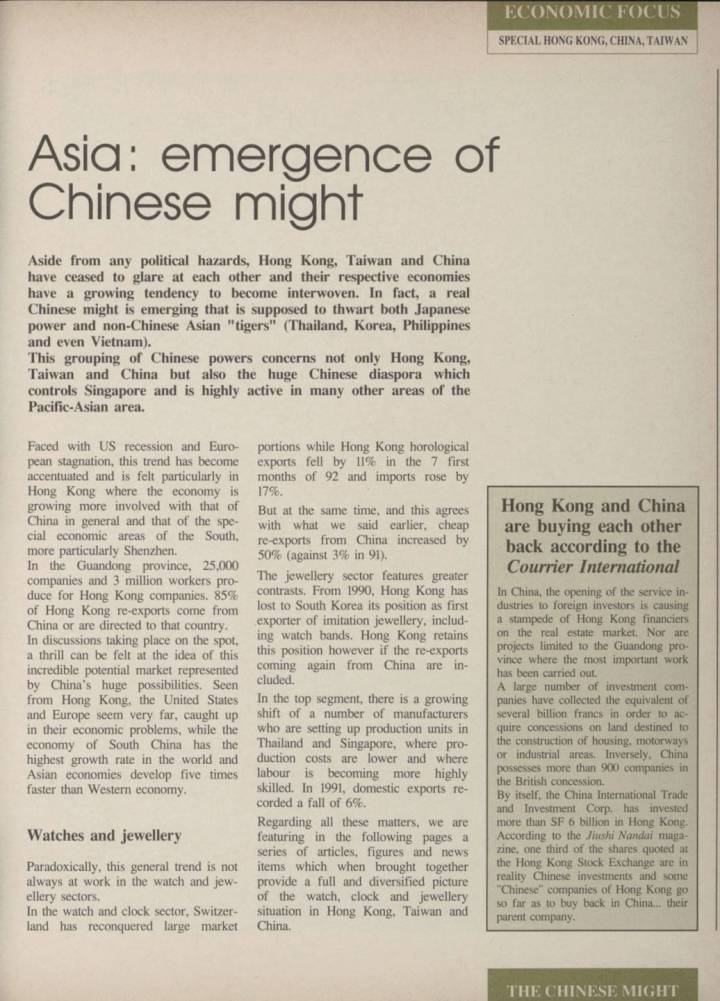 ECONOMIC FOCUS
SPECIAL HONG KONG, CHINA, TAIWAN
Asia: emergence of
Chinese might
Aside from any political hazards, Hong Kong, Taiwan and China
have ceased to glare at each other and their respective economies
have a growing tendency to become interwoven. In fact, a real
Chinese might is emerging that is supposed to thwart both Japanese
power and non-Chinese Asian "tigers" (Thailand, Korea, Philippines
and even Vietnam).
This grouping of Chinese powers concerns not only Hong Kong,
Taiwan and China but also the huge Chinese diaspora which
controls Singapore and is highly active in many other areas of the
Pacific-Asian area.
Faced with US recession and Euro-
pean stagnation, this trend has become
accentuated and is felt particularly in
Hong Kong where the economy is
growing more involved with that of
China in general and that of the spe-
cial economic areas of the South,
more particularly Shenzhen.
In the Guandong province, 25,000
companies and 3 million workers pro-
duce for Hong Kong companies. 85%
of Hong Kong re-exports come from
China or are directed to that country.
In discussions taking place on the spot,
a thrill can be felt at the idea of this
incredible potential market represented
by China's huge possibilities. Seen
from Hong Kong, the United States
and Europe seem very far, caught up
in their economic problems, while the
economy of South China has the
highest growth rate in the world and
Asian economies develop five times
faster than Western economy.
Watches and jewellery
Paradoxically, this general trend is not
always at work in the watch and jew-
ellery sectors.
In the watch and clock sector, Switzer-
land has reconquered large market
portions while Hong Kong horological
exports fell by 11% in the 7 first
months of 92 and imports rose by
17%.
But at the same time, and this agrees
with what we said earlier, cheap
re-exports from China increased by
50% (against 3% in 91).
The jewellery sector features greater
contrasts. From 1990, Hong Kong has
lost to South Korea its position as first
exporter of imitation jewellery, includ-
ing watch bands. Hong Kong retains
this position however if the re-exports
coming again from China are in-
cluded.
In the top segment, there is a growing
shift of a number of manufacturers
who are setting up production units in
Thailand and Singapore, where pro-
duction costs are lower and where
labour is becoming more highly
skilled. In 1991, domestic exports re-
corded a fall of 6%.
Regarding all these matters, we are
featuring in the following pages a
series of articles, figures and news
items which when brought together
provide a full and diversified picture
of the watch, clock and jewellery
situation in Hong Kong, Taiwan and
China.
Hong Kong and China
are buying each other
back according to the
Courrier International
In China, the opening of the service in-
dustries to foreign investors is causing
a stampede of Hong Kong financiers
on the real estate market. Nor are
projects limited to the Guandong pro-
vince where the most important work
has been carried out.
A large number of investment com-
panies have collected the equivalent of
several billion francs in order to ac-
quire concessions on land destined to
the construction of housing, motorways
or industrial areas. Inversely, China
possesses more than 900 companies in
the British concession.
By itself, the China International Trade
and Investment Corp. has invested
more than SF 6 billion in Hong Kong.
According to the Jiushi Nandai maga-
zine, one third of the shares quoted at
the Hong Kong Stock Exchange are in
reality Chinese investments and some
"Chinese" companies of Hong Kong go
so far as to buy back in China... their
parent company.
THE CHINESE MIGHT